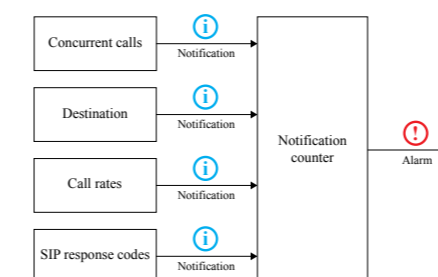 Concurrent calls
i
Notification
Destination
i
Notification
Call rates
i
Notification
SIP response codes
i
Notification
Notification
counter
!
Alarm